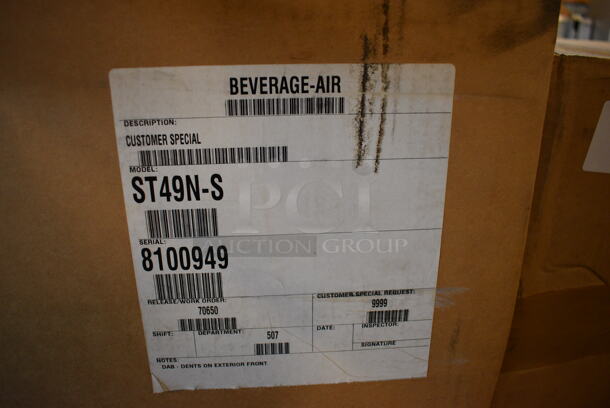 BEVERAGE-AIR
DESCRIPTION:
CUSTOMER SPECIAL
MODEL:
ST49N-S
SERIAL:
8100949
RELEASE/WORK ORDER:
70650
CUSTOMER SPECIAL REQUEST:
9999
SHIFT:
DEPARTMENT:
507
DATE:
INSPECTOR:
SIGNATURE
NOTES:
DAB - DENTS ON EXTERIOR FRONT
PCI
AUCTION GROUP